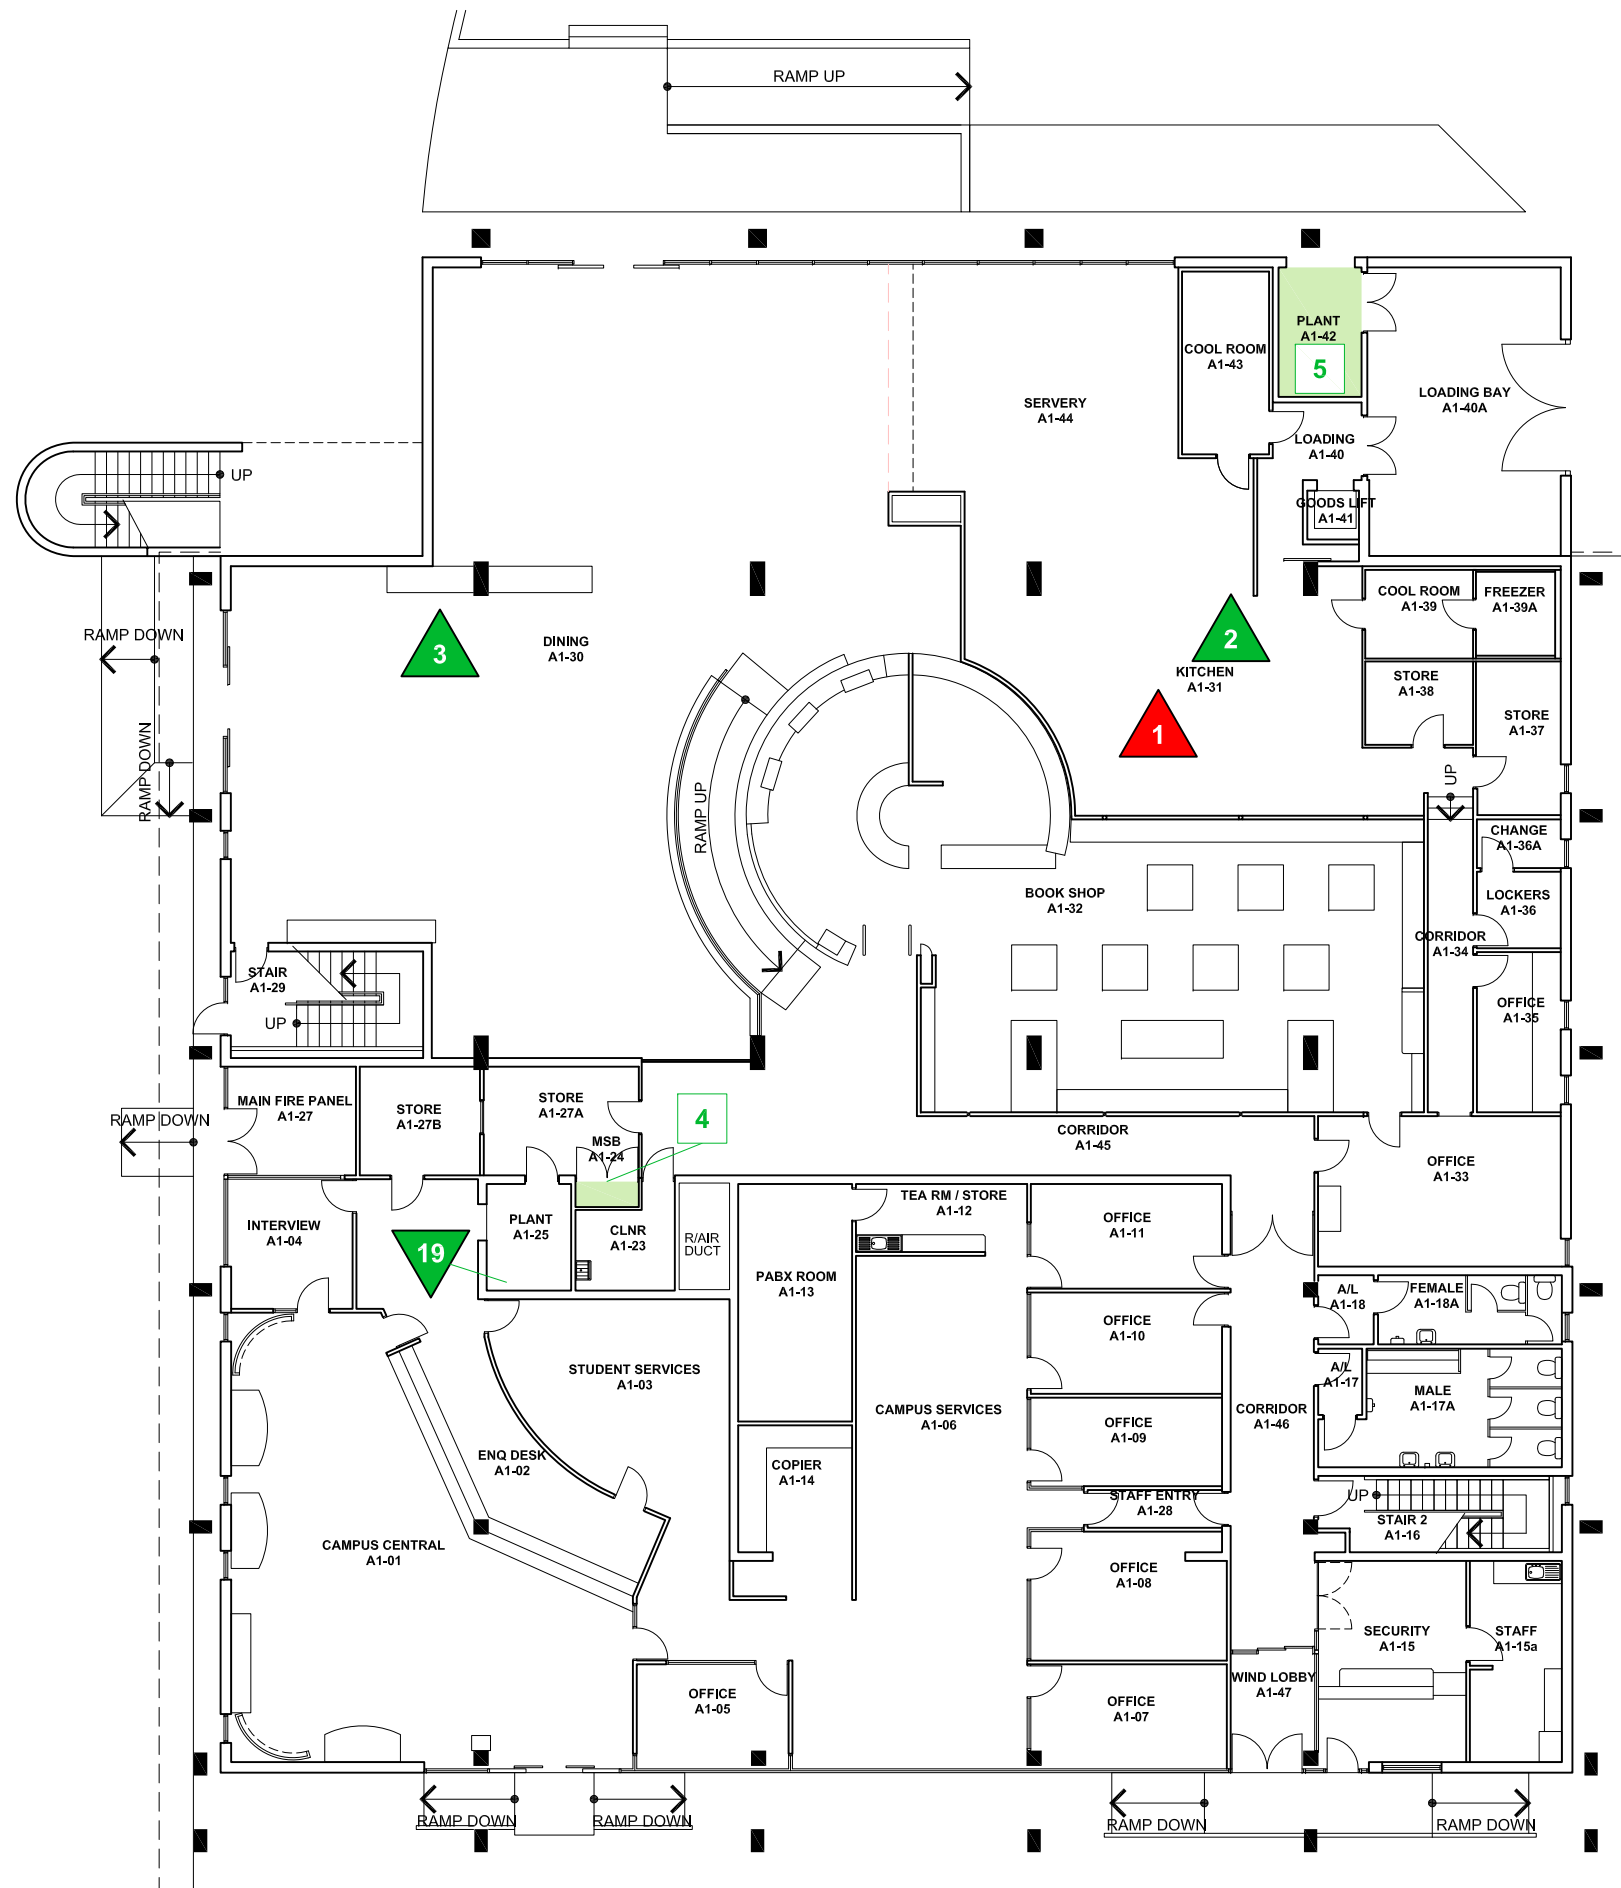 RAMP UP
PLANT
A1-42
5
COOL ROOM
A1-43
LOADING BAY
A1-40A
SERVERY
A1-44
LOADING
A1-40
UP
GOODS LIFT
A1-41
COOL ROOM
A1-39
FREEZER
A1-39A
RAMP DOWN
3
DINING
A1-30
2
KITCHEN
A1-31
STORE
A1-38
STORE
A1-37
1
RAMP DOWN
RAMP UP
UP
CHANGE
A1-36A
BOOK SHOP
A1-32
LOCKERS
A1-36
CORRIDOR
A1-34
STAIR
A1-29
UP
OFFICE
A1-35
MAIN FIRE PANEL
A1-27
STORE
A1-27B
STORE
A1-27A
4
RAMP DOWN
MSB
A1-24
CORRIDOR
A1-45
OFFICE
A1-33
INTERVIEW
A1-04
19
PLANT
A1-25
CLNR
A1-23
R/AIR
DUCT
TEA RM / STORE
A1-12
OFFICE
A1-11
PABX ROOM
A1-13
A/L
A1-18
FEMALE
A1-18A
OFFICE
A1-10
STUDENT SERVICES
A1-03
A/L
A1-17
MALE
A1-17A
CAMPUS SERVICES
A1-06
OFFICE
A1-09
CORRIDOR
A1-46
ENQ DESK
A1-02
COPIER
A1-14
STAFF ENTRY
A1-28
UP
STAIR 2
A1-16
CAMPUS CENTRAL
A1-01
OFFICE
A1-08
SECURITY
A1-15
STAFF
A1-15a
OFFICE
A1-05
OFFICE
A1-07
WIND LOBBY
A1-47
RAMP DOWN
RAMP DOWN
RAMP DOWN
RAMP DOWN